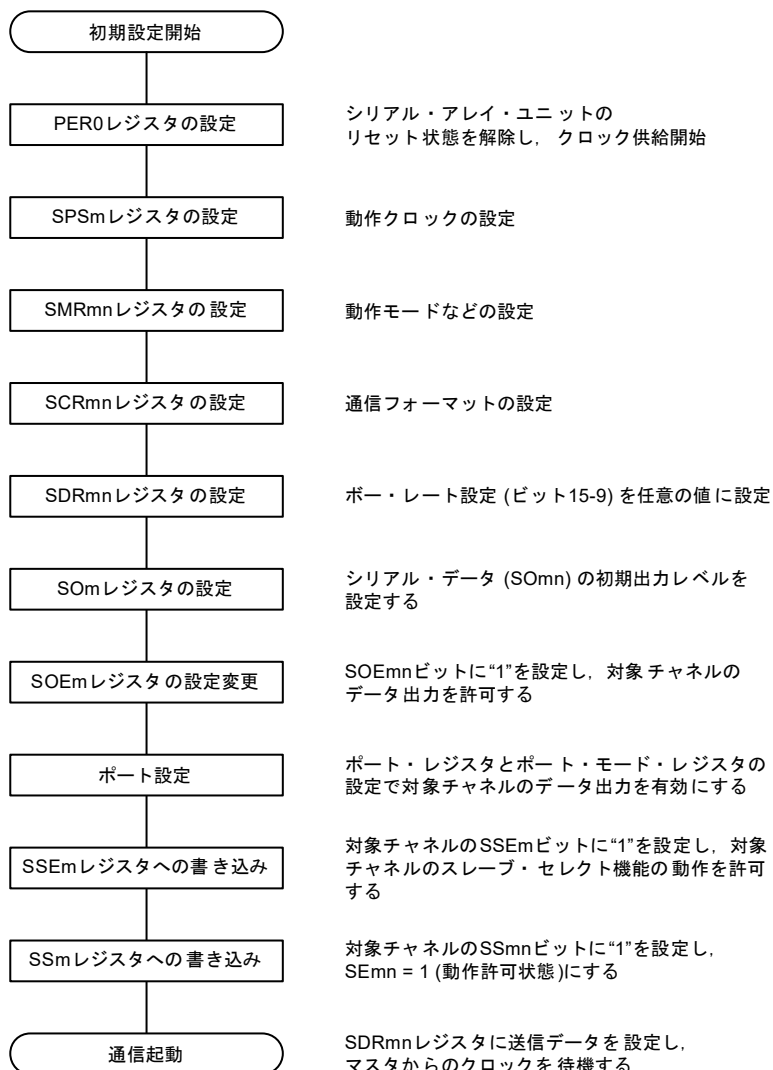 初期設定開始
PER0レジスタの設定
シリアル・アレイ・ユニットの
リセット状態を解除し，クロック供給開始
SPSmレジスタの設定
動作クロックの設定
SMRmnレジスタの設定
動作モードなどの設定
SCRmnレジスタの設定
通信フォーマットの設定
SDRmnレジスタの設定
ボー・レート設定 (ビット15-9) を任意の値に設定
SOmレジスタの設定
シリアル・データ (SOmn) の初期出力レベルを
設定する
SOEmレジスタの設定変更
SOEmnビットに“1”を設定し，対象チャネルの
データ出力を許可する
ポート設定
ポート・レジスタとポート・モード・レジスタの
設定で対象チャネルのデータ出力を有効にする
SSEmレジスタへの書き込み
対象チャネルのSSEmビットに“1”を設定し，対象
チャネルのスレーブ・セレクト機能の動作を許可
する
SSmレジスタへの書き込み
対象チャネルのSSmnビットに“1”を設定し，
SEmn = 1 (動作許可状態)にする
通信起動
SDRmnレジスタに送信データを設定し，
マスタからのクロックを待機する